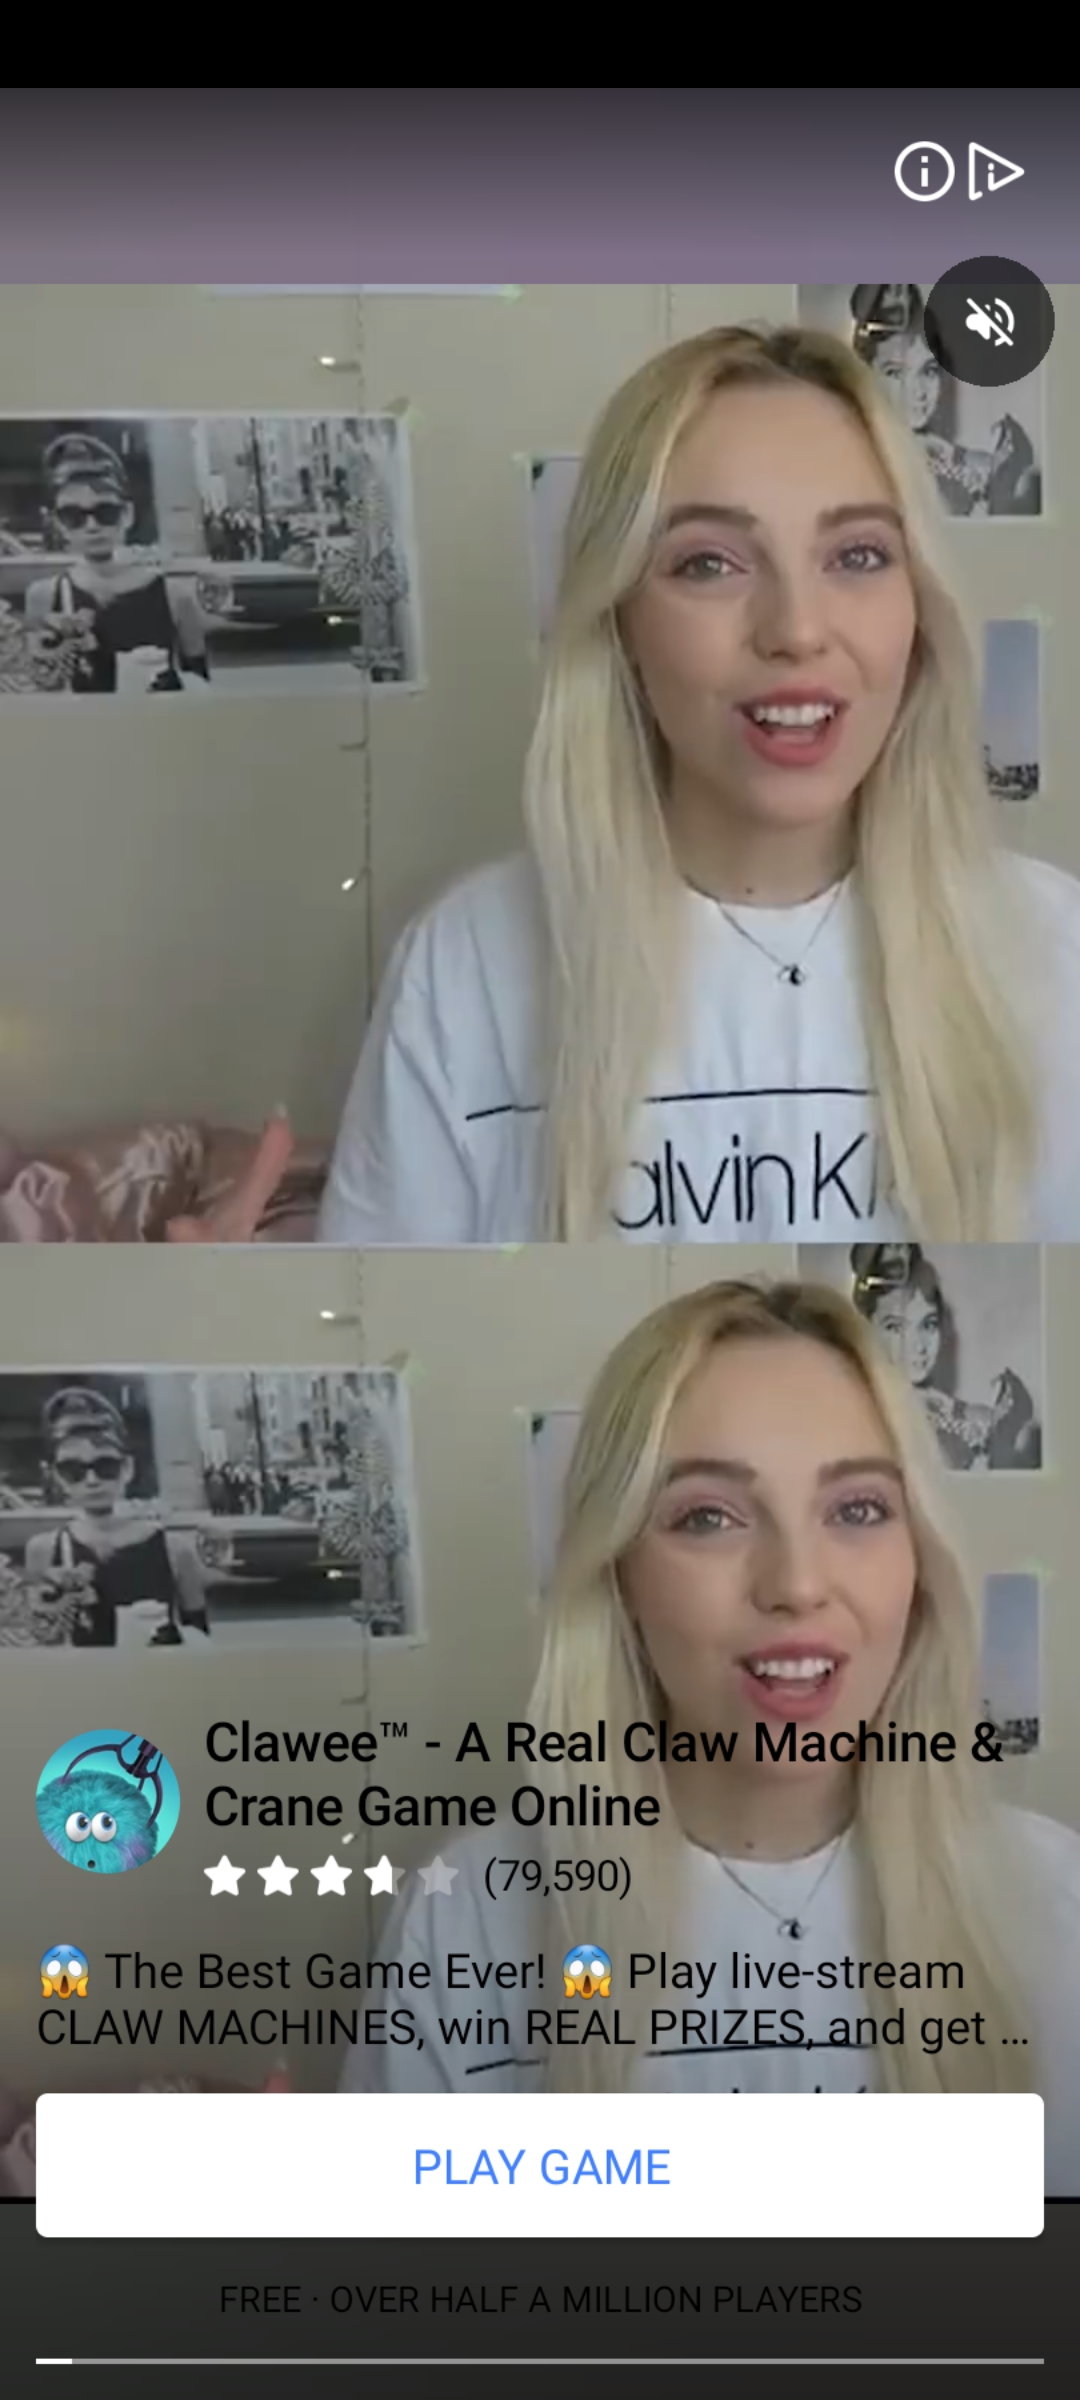 alvin K
Clawee™ - A Real Claw Machine &
Crane Game Online
(79,590)
😱 The Best Game Ever! 😱 Play live-stream
CLAW MACHINES, win REAL PRIZES, and get ...
PLAY GAME
FREE · OVER HALF A MILLION PLAYERS